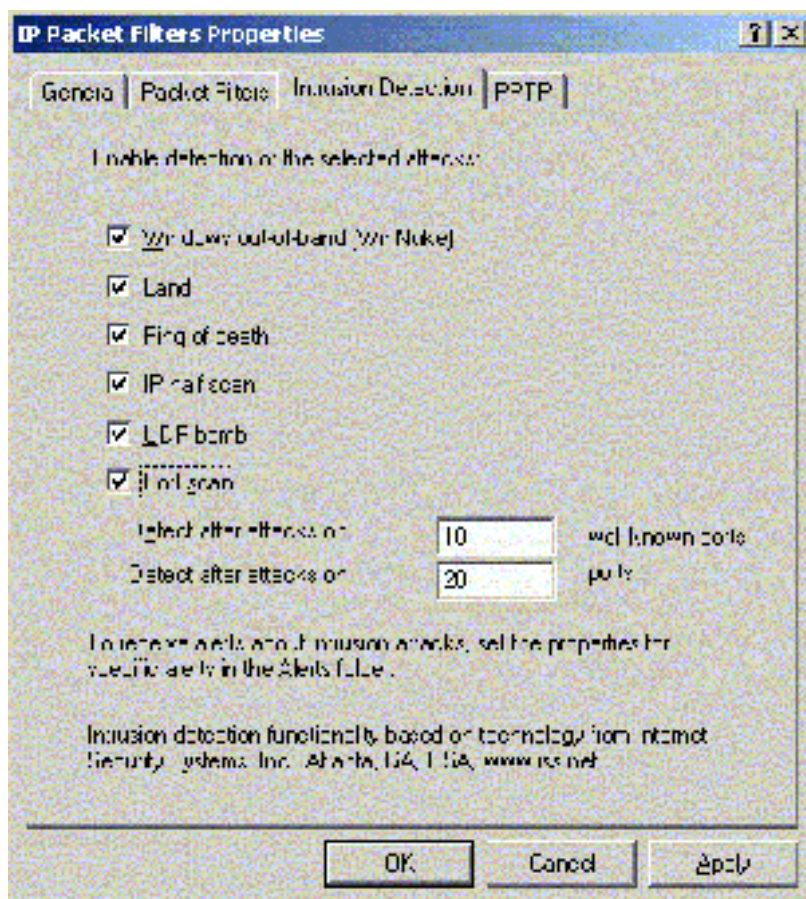 IP Packet Filters Properties
General Packet Filters Intrusion Detection PPTP
Enable detection of the selected attacks:
Windows out-of-band (WinNuke)
Land
Ping of death
IP half scan
UDP bomb
Port scan
Detect after attacks on 10 well-known ports
Detect after attacks on 20 ports
To receive alerts about intrusion attacks, set the properties for
specific alerts in the Alerts folder.
Intrusion detection functionality based on technology from Internet
Security Systems, Inc., Atlanta, GA, USA, www.iss.net
OK Cancel Apply